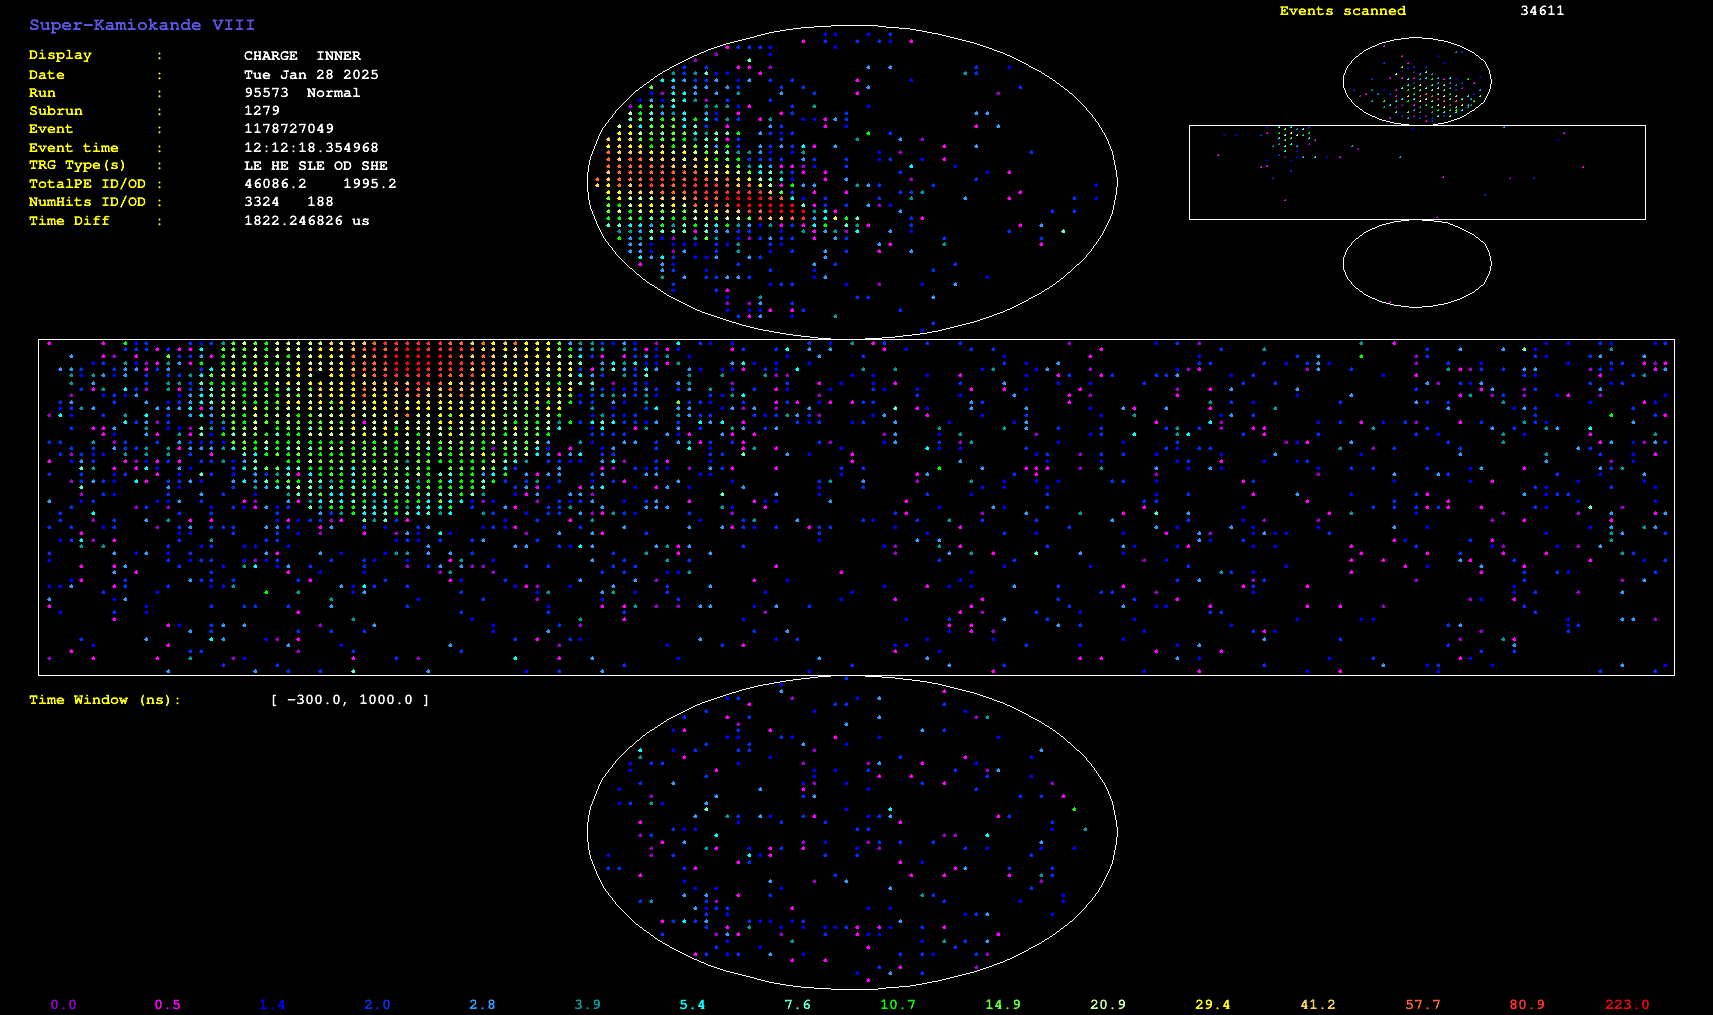 Super-Kamiokande VIII
Events scanned 34611
Display : CHARGE INNER
Date : Tue Jan 28 2025
Run : 95573 Normal
Subrun : 1279
Event : 1178727049
Event time : 12:12:18.354968
TRG Type(s) : LE HE SLE OD SHE
TotalPE ID/OD : 46086.2 1995.2
NumHits ID/OD : 3324 188
Time Diff : 1822.246826 us
Time Window (ns): [ -300.0, 1000.0 ]
0.0 0.5 1.4 2.0 2.8 3.9 5.4 7.6 10.7 14.9 20.9 29.4 41.2 57.7 80.9 223.0